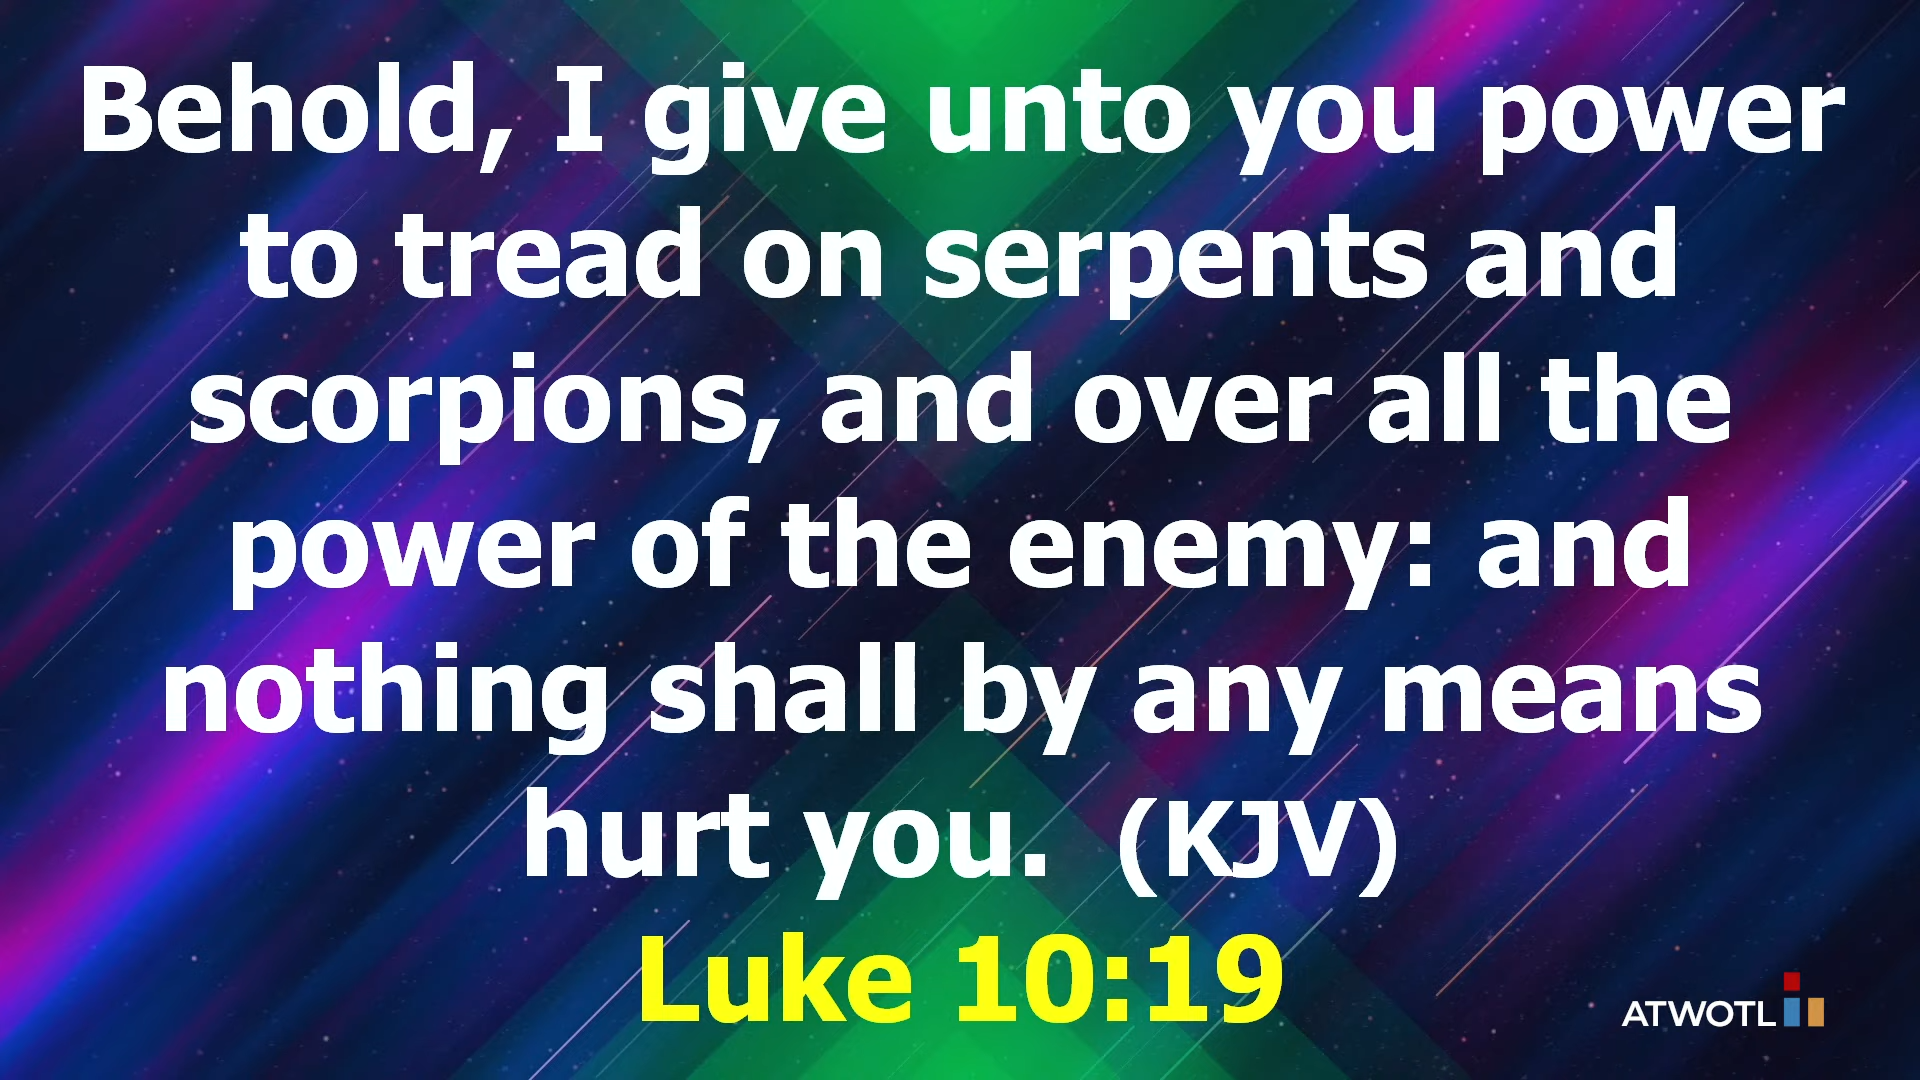 Behold, I give unto you power
to tread on serpents and
scorpions, and over all the
power of the enemy: and
nothing shall by any means
hurt you.  (KJV)
Luke 10:19
ATWOTL